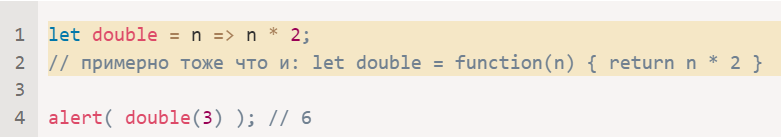 1 let double = n => n * 2;
2 // примерно тоже что и: let double = function(n) { return n * 2 }
3
4 alert( double(3) ); // 6